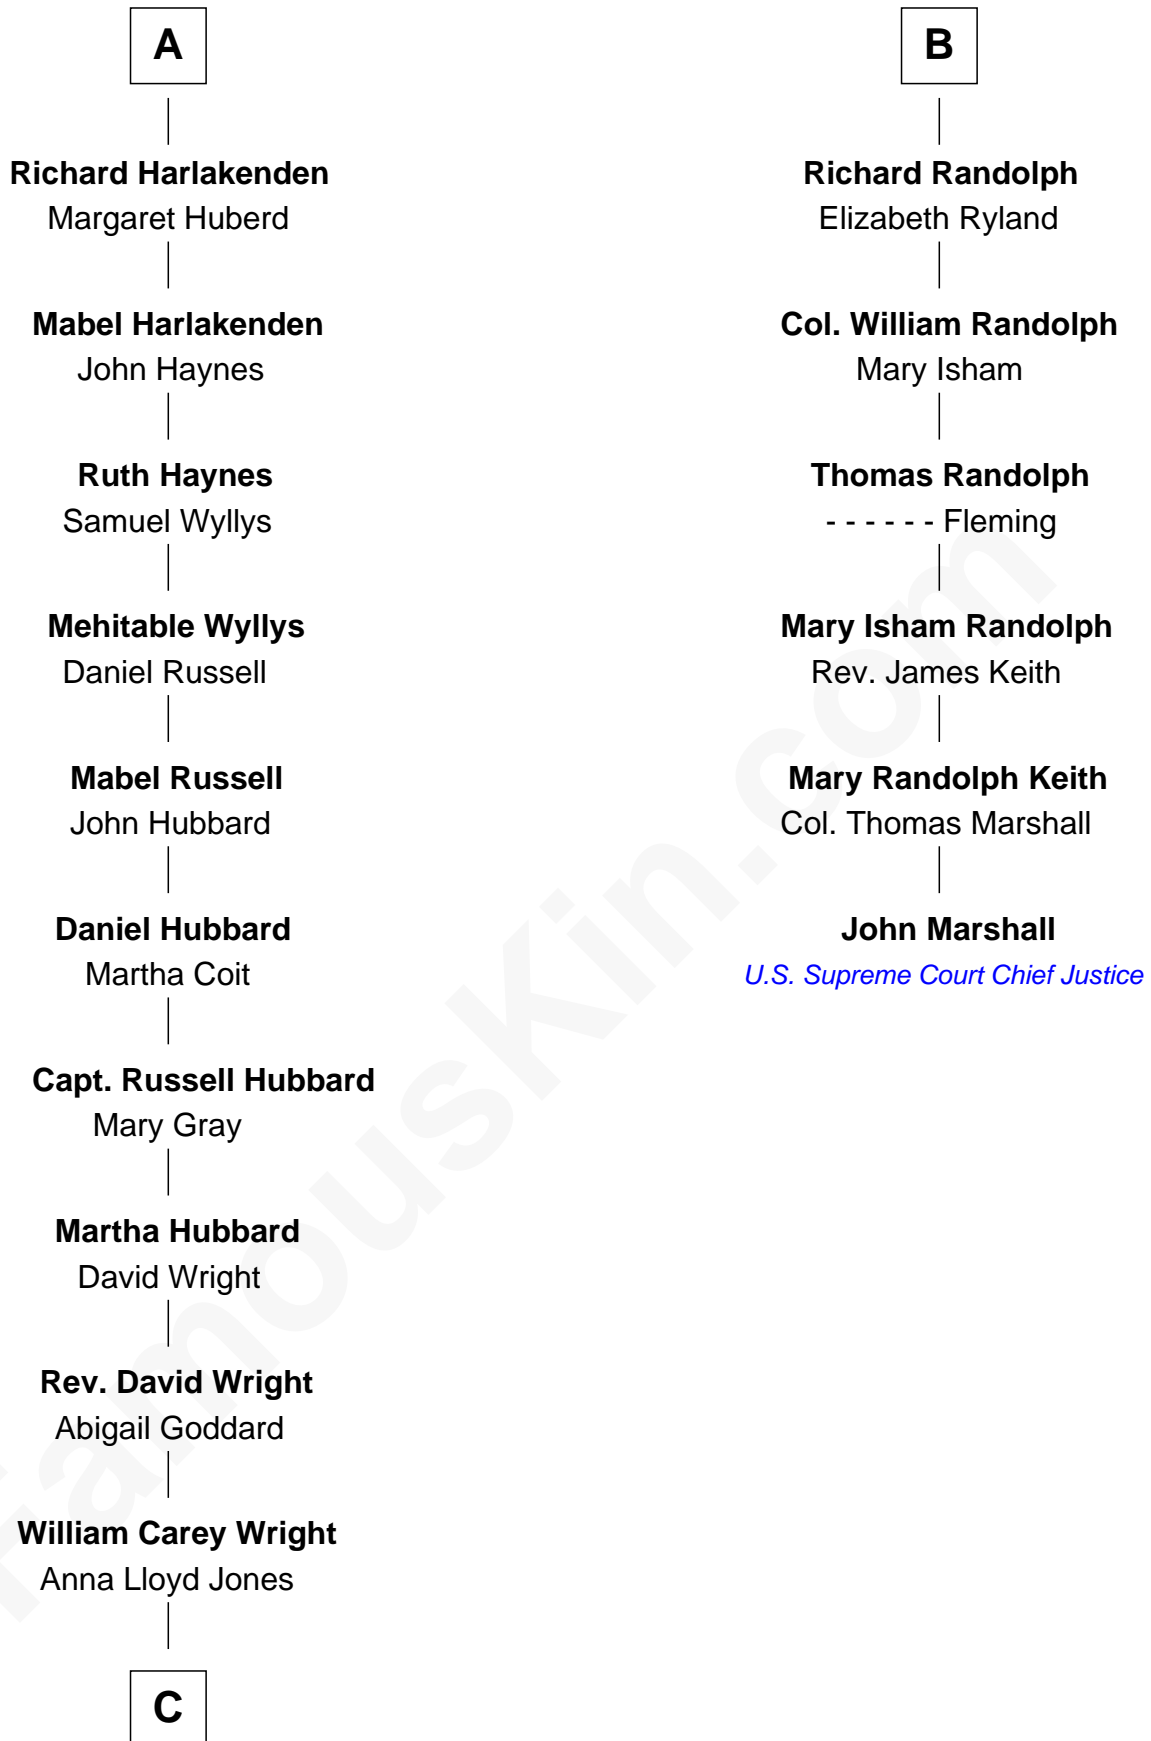 A
B
Richard Harlakenden
Margaret Huberd
Mabel Harlakenden
John Haynes
Ruth Haynes
Samuel Wyllys
Mehitable Wyllys
Daniel Russell
Mabel Russell
John Hubbard
Daniel Hubbard
Martha Coit
Capt. Russell Hubbard
Mary Gray
Martha Hubbard
David Wright
Rev. David Wright
Abigail Goddard
William Carey Wright
Anna Lloyd Jones
C
Richard Randolph
Elizabeth Ryland
Col. William Randolph
Mary Isham
Thomas Randolph
- - - - - - Fleming
Mary Isham Randolph
Rev. James Keith
Mary Randolph Keith
Col. Thomas Marshall
John Marshall
U.S. Supreme Court Chief Justice
FamousKin.com